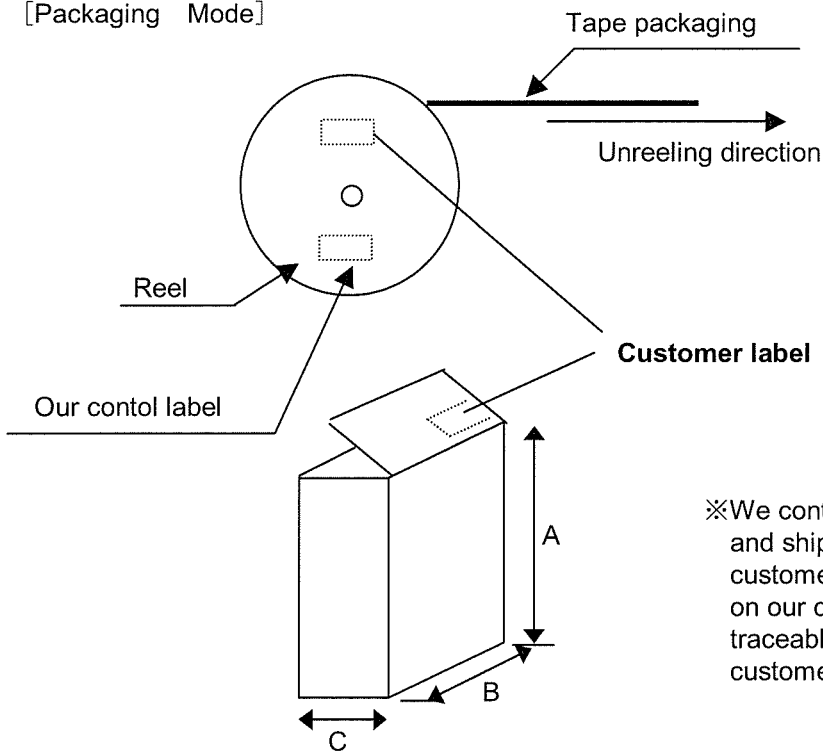 [Packaging Mode]
Tape packaging
Unreeling direction
Reel
Customer label
Our contol label
A
※We cont
and ship
custome
on our c
traceabl
custome
B
C